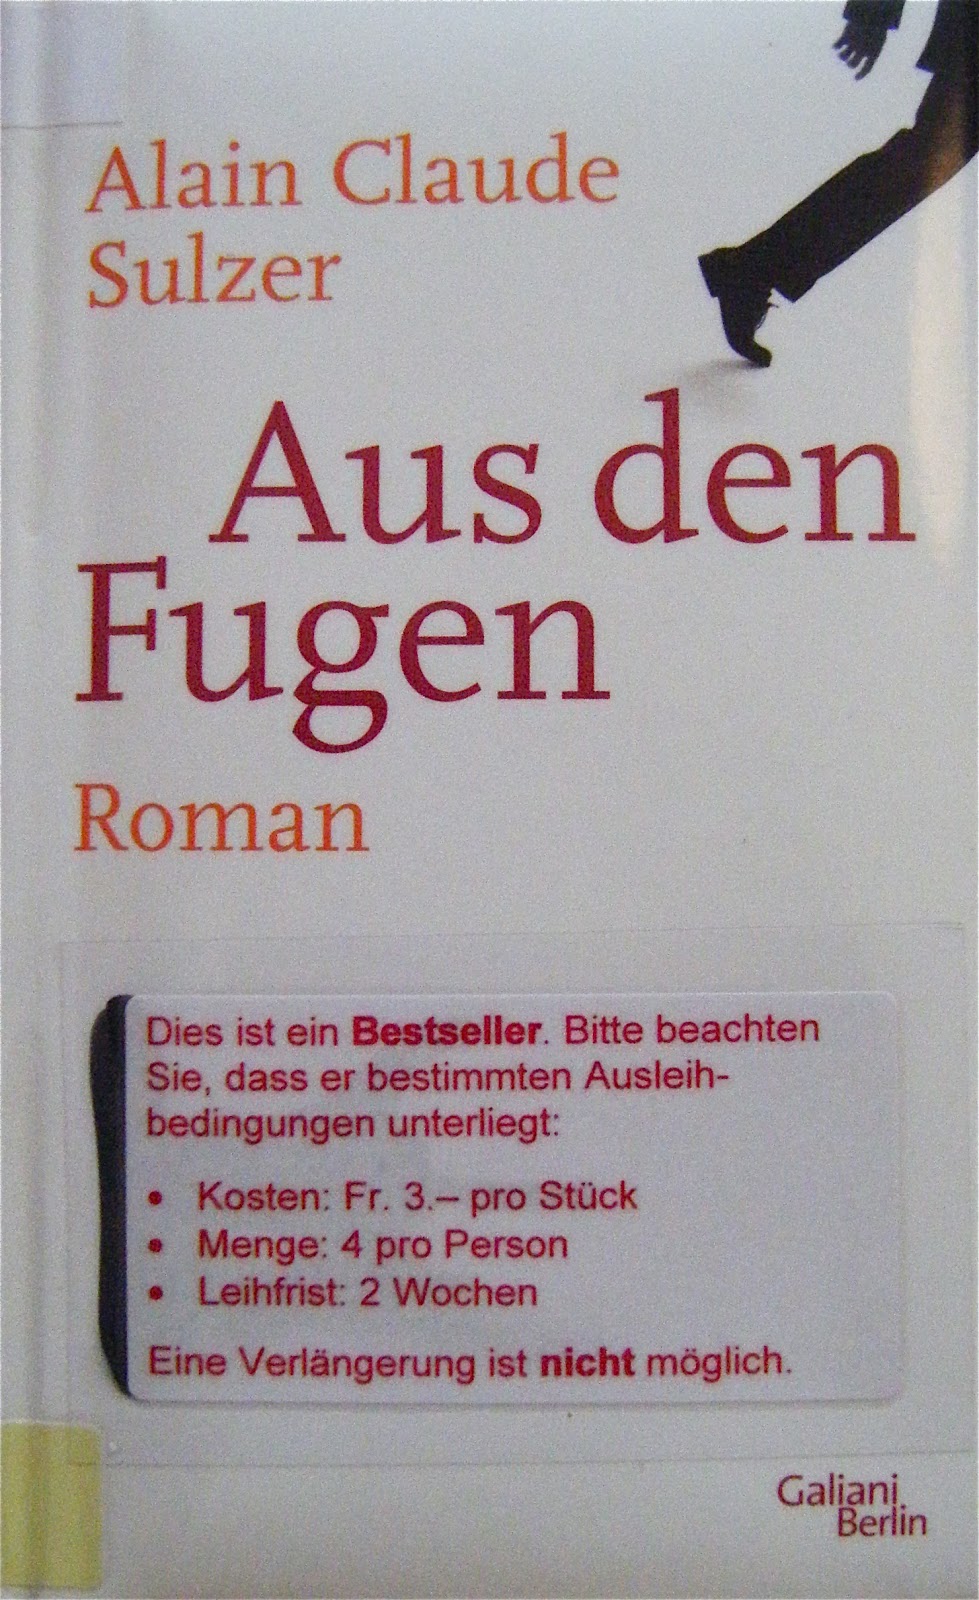 Alain Claude
Sulzer
Aus den
Fugen
Roman
Dies ist ein Bestseller. Bitte beachten
Sie, dass er bestimmten Ausleih-
bedingungen unterliegt:
• Kosten: Fr. 3.– pro Stück
• Menge: 4 pro Person
• Leihfrist: 2 Wochen
Eine Verlängerung ist nicht möglich.
Galiani
Berlin